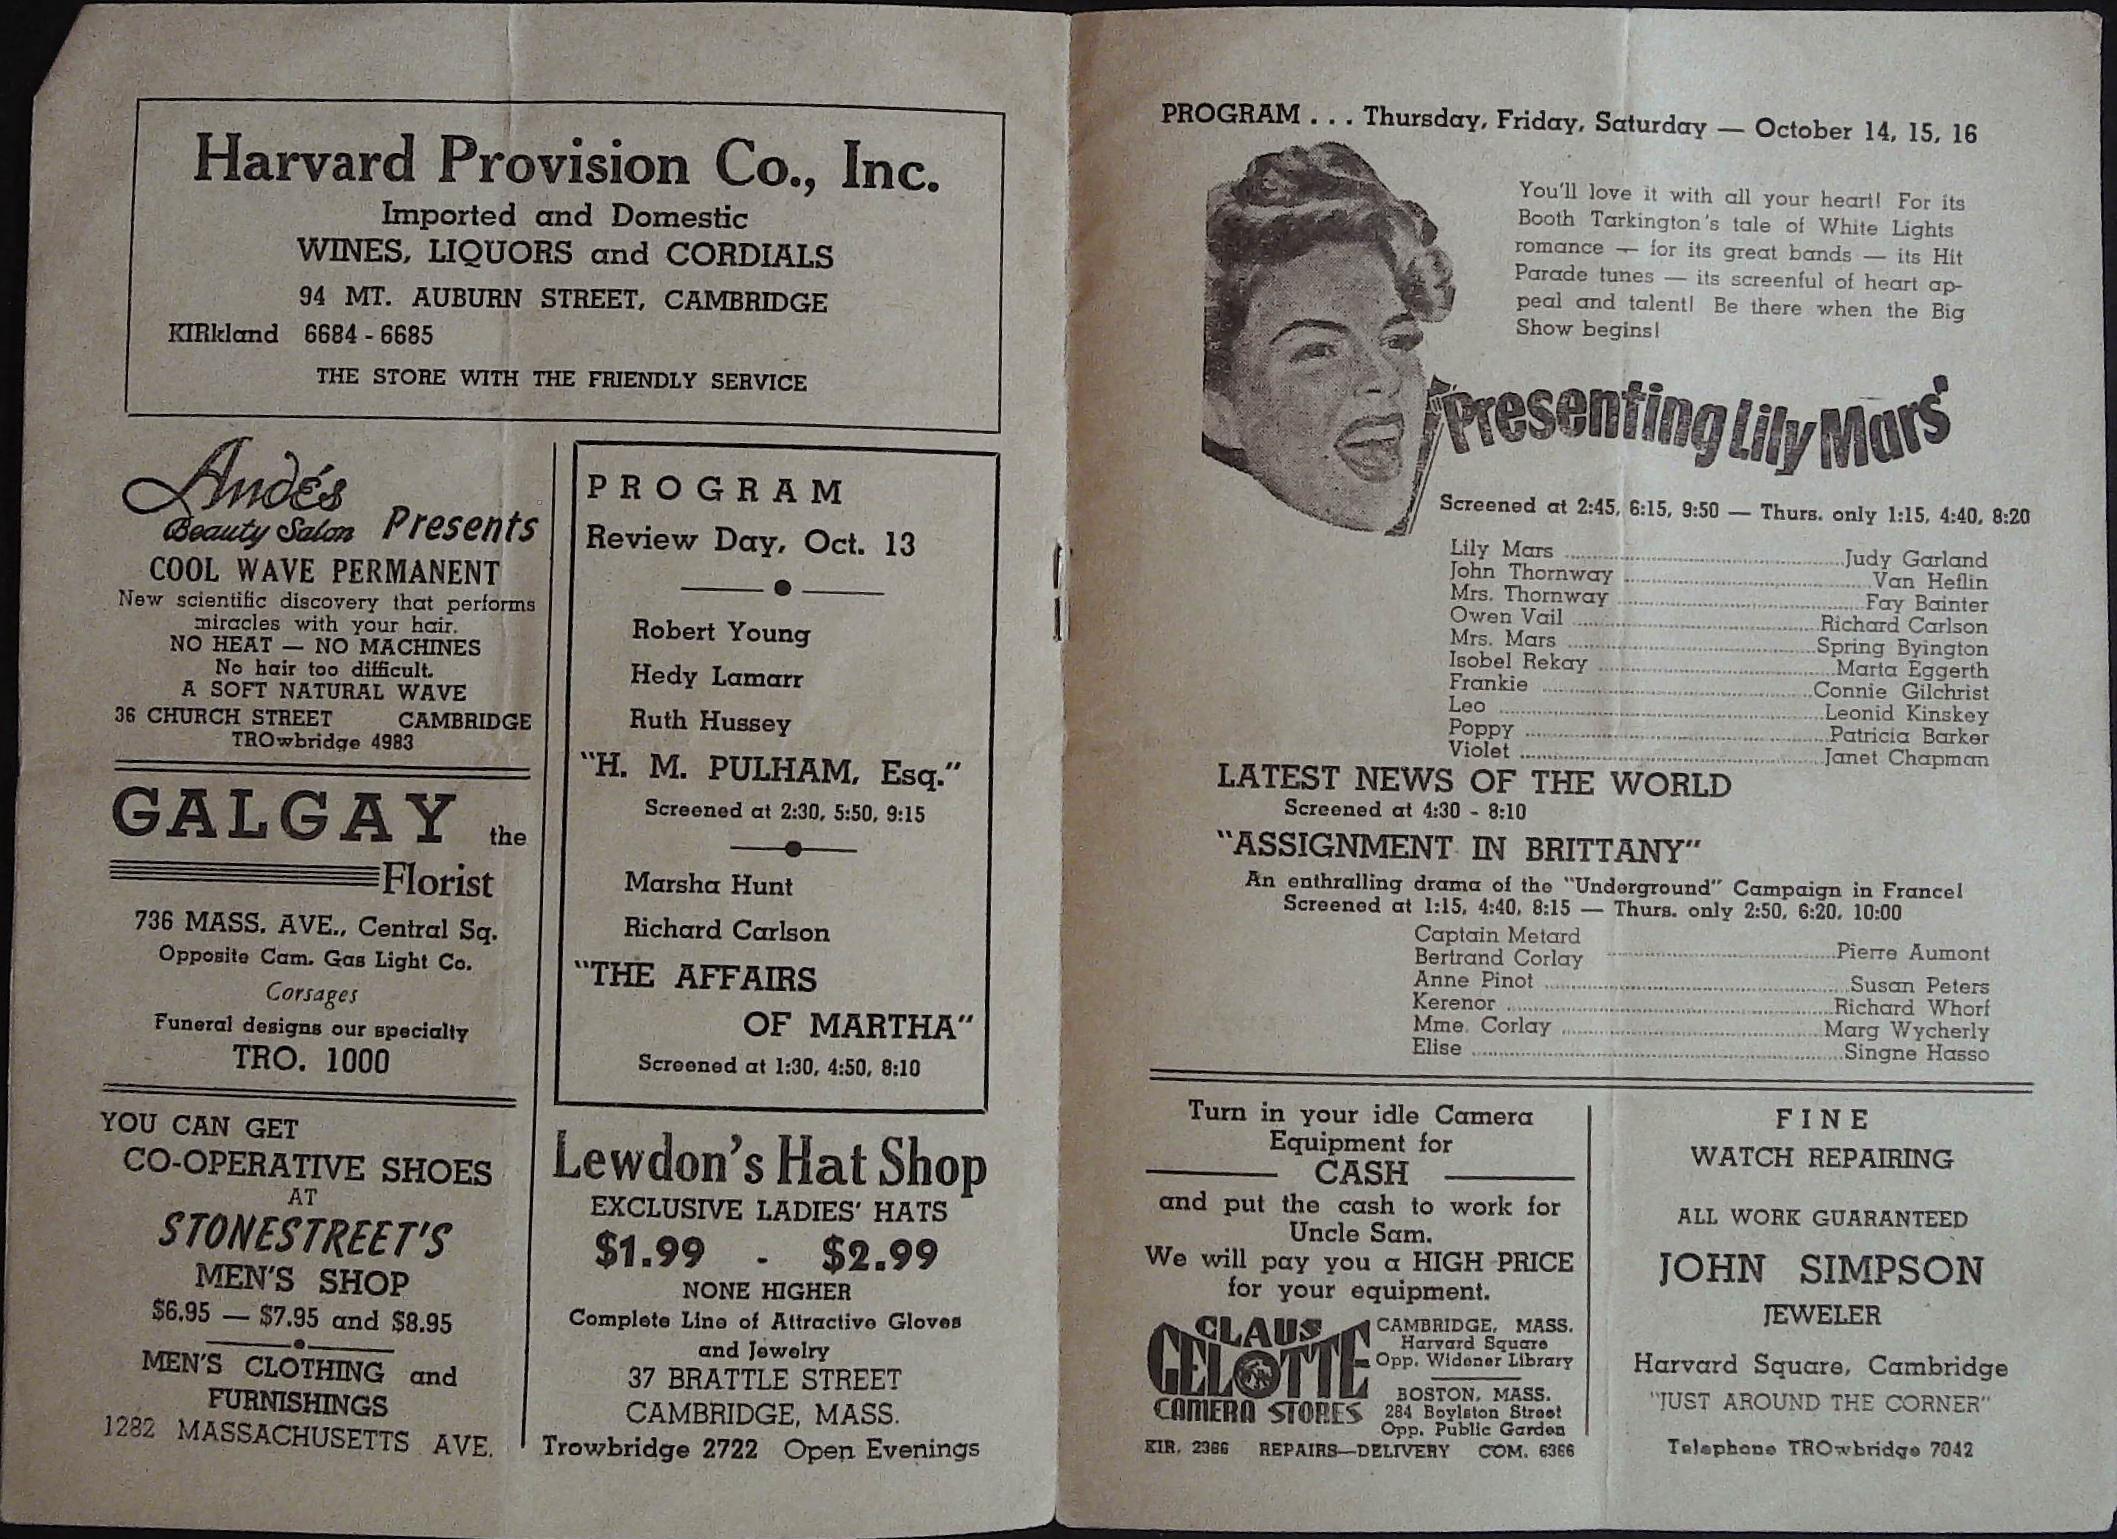 Harvard Provision Co., Inc.
Imported and Domestic
WINES, LIQUORS and CORDIALS
94 MT. AUBURN STREET, CAMBRIDGE
KIRkland 6684 - 6685
THE STORE WITH THE FRIENDLY SERVICE
Andé's
Beauty Salon Presents
COOL WAVE PERMANENT
New scientific discovery that performs
miracles with your hair.
NO HEAT — NO MACHINES
No hair too difficult.
A SOFT NATURAL WAVE
36 CHURCH STREET CAMBRIDGE
TROwbridge 4983
GALGAY the
Florist
736 MASS. AVE., Central Sq.
Opposite Cam. Gas Light Co.
Corsages
Funeral designs our specialty
TRO. 1000
YOU CAN GET
CO-OPERATIVE SHOES
AT
STONESTREET'S
MEN'S SHOP
$6.95 — $7.95 and $8.95
MEN'S CLOTHING and
FURNISHINGS
1282 MASSACHUSETTS AVE.
PROGRAM
Review Day, Oct. 13
Robert Young
Hedy Lamarr
Ruth Hussey
"H. M. PULHAM, Esq."
Screened at 2:30, 5:50, 9:15
Marsha Hunt
Richard Carlson
"THE AFFAIRS
OF MARTHA"
Screened at 1:30, 4:50, 8:10
Lewdon's Hat Shop
EXCLUSIVE LADIES' HATS
$1.99 - $2.99
NONE HIGHER
Complete Line of Attractive Gloves
and Jewelry
37 BRATTLE STREET
CAMBRIDGE, MASS.
Trowbridge 2722 Open Evenings
PROGRAM . . . Thursday, Friday, Saturday — October 14, 15, 16
You'll love it with all your heart! For its
Booth Tarkington's tale of White Lights
romance — for its great bands — its Hit
Parade tunes — its screenful of heart ap-
peal and talent! Be there when the Big
Show begins!
"Presenting Lily Mars"
Screened at 2:45, 6:15, 9:50 — Thurs. only 1:15, 4:40, 8:20
Lily Mars ........ Judy Garland
John Thornway ........ Van Heflin
Mrs. Thornway ........ Fay Bainter
Owen Vail ........ Richard Carlson
Mrs. Mars ........ Spring Byington
Isobel Rekay ........ Marta Eggerth
Frankie ........ Connie Gilchrist
Leo ........ Leonid Kinskey
Poppy ........ Patricia Barker
Violet ........ Janet Chapman
LATEST NEWS OF THE WORLD
Screened at 4:30 - 8:10
"ASSIGNMENT IN BRITTANY"
An enthralling drama of the "Underground" Campaign in France!
Screened at 1:15, 4:40, 8:15 — Thurs. only 2:50, 6:20, 10:00
Captain Metard
Bertrand Corlay ........ Pierre Aumont
Anne Pinot ........ Susan Peters
Kerenor ........ Richard Whorf
Mme. Corlay ........ Marg Wycherly
Elise ........ Singne Hasso
Turn in your idle Camera
Equipment for
CASH
and put the cash to work for
Uncle Sam.
We will pay you a HIGH PRICE
for your equipment.
CLAUS
GELOTTE
CAMERA STORES
CAMBRIDGE, MASS.
Harvard Square
Opp. Widener Library
BOSTON, MASS.
284 Boylston Street
Opp. Public Garden
KIR. 2366 REPAIRS—DELIVERY COM. 6366
FINE
WATCH REPAIRING
ALL WORK GUARANTEED
JOHN SIMPSON
JEWELER
Harvard Square, Cambridge
"JUST AROUND THE CORNER"
Telephone TROwbridge 7042